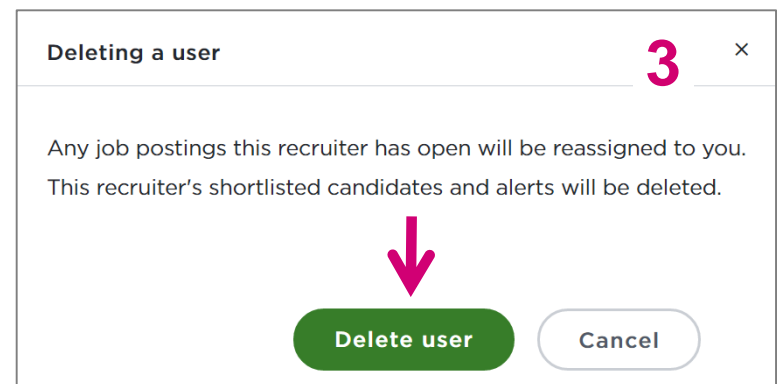 Deleting a user
3
×
Any job postings this recruiter has open will be reassigned to you.
This recruiter's shortlisted candidates and alerts will be deleted.
Delete user
Cancel